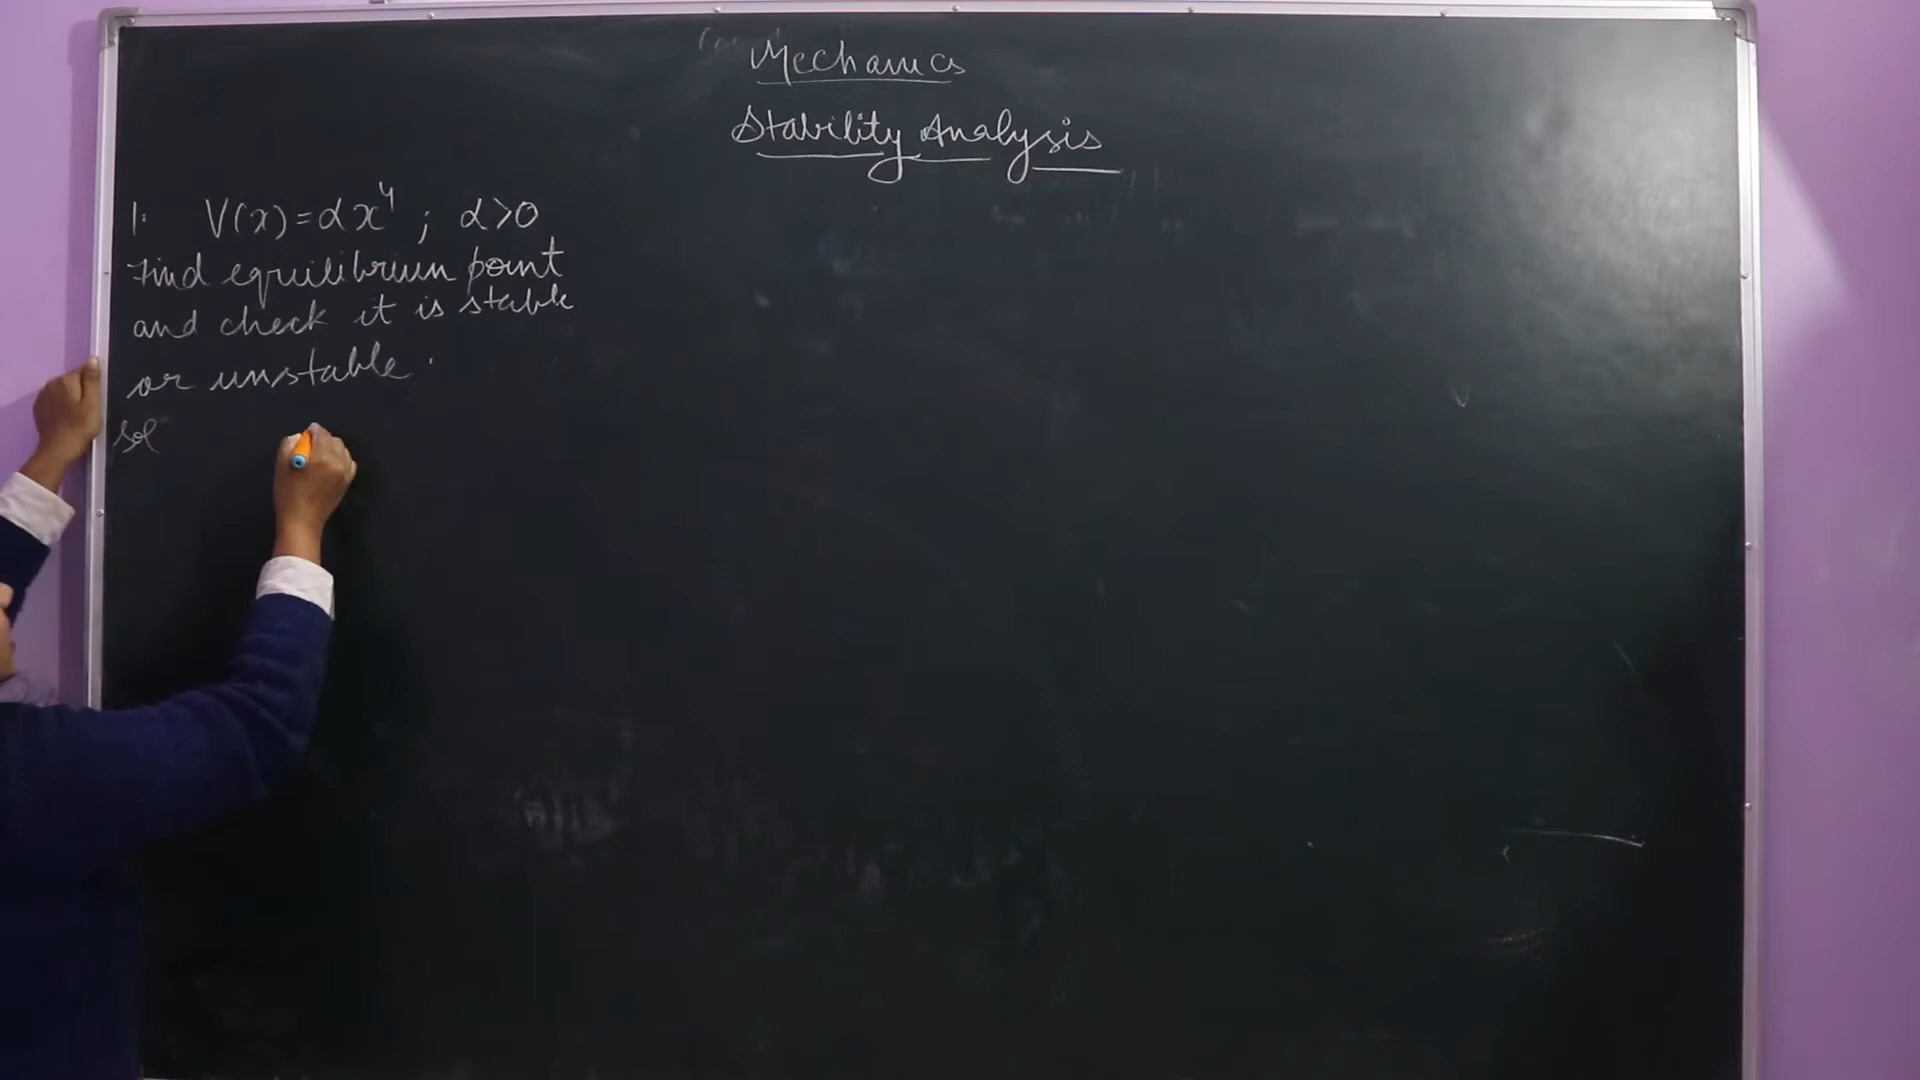 Mechanics
Stability Analysis
1. V(x) = αx⁴ ; α>0
Find equilibrium point
and check it is stable
or unstable.
Sol